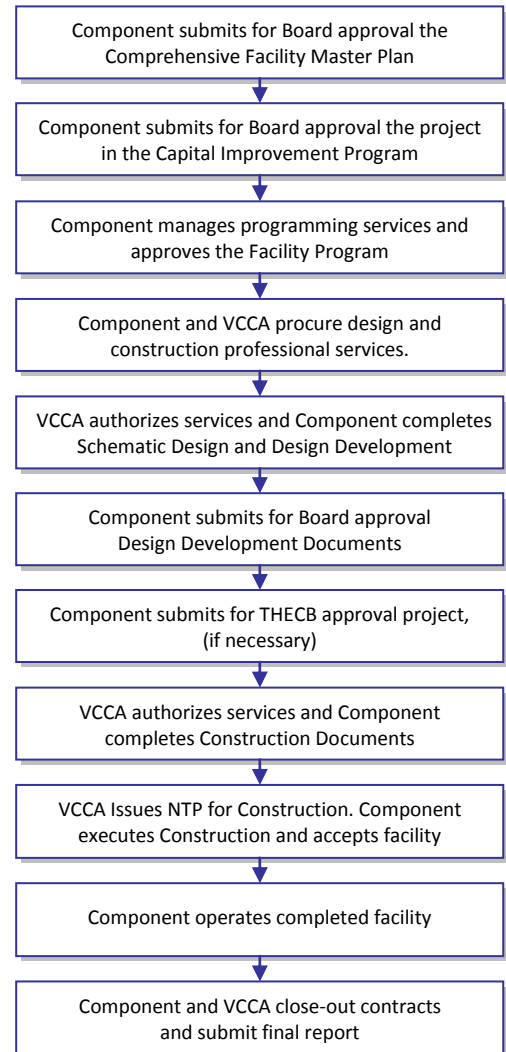 Component submits for Board approval the
Comprehensive Facility Master Plan
Component submits for Board approval the project
in the Capital Improvement Program
Component manages programming services and
approves the Facility Program
Component and VCCA procure design and
construction professional services.
VCCA authorizes services and Component completes
Schematic Design and Design Development
Component submits for Board approval
Design Development Documents
Component submits for THECB approval project,
(if necessary)
VCCA authorizes services and Component
completes Construction Documents
VCCA Issues NTP for Construction. Component
executes Construction and accepts facility
Component operates completed facility
Component and VCCA close-out contracts
and submit final report